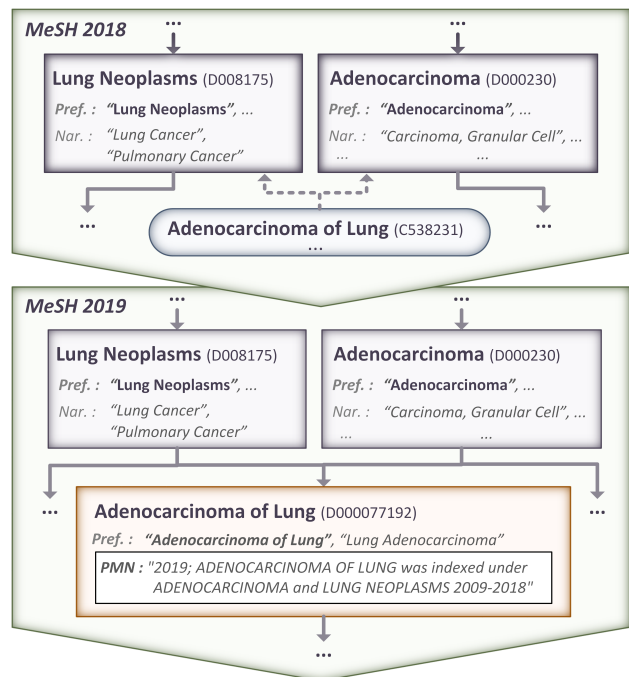 MeSH 2018
...
...
Lung Neoplasms (D008175)
Pref. : "Lung Neoplasms", ...
Nar. : "Lung Cancer",
"Pulmonary Cancer"
Adenocarcinoma (D000230)
Pref. : "Adenocarcinoma", ...
Nar. : "Carcinoma, Granular Cell", ...
... ...
...
...
Adenocarcinoma of Lung (C538231)
...
MeSH 2019
...
...
Lung Neoplasms (D008175)
Pref. : "Lung Neoplasms", ...
Nar. : "Lung Cancer",
"Pulmonary Cancer"
Adenocarcinoma (D000230)
Pref. : "Adenocarcinoma", ...
Nar. : "Carcinoma, Granular Cell", ...
... ...
...
...
Adenocarcinoma of Lung (D000077192)
Pref. : "Adenocarcinoma of Lung", "Lung Adenocarcinoma"
PMN : "2019; ADENOCARCINOMA OF LUNG was indexed under
ADENOCARCINOMA and LUNG NEOPLASMS 2009-2018"
...